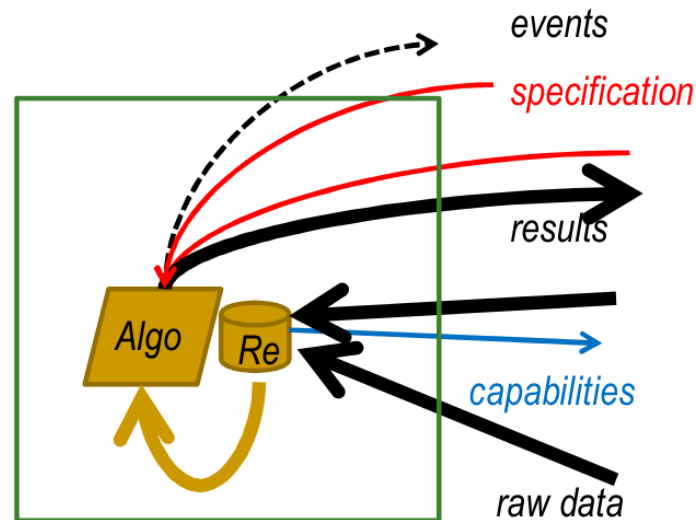 events
specification
results
Algo
Re
capabilities
raw data